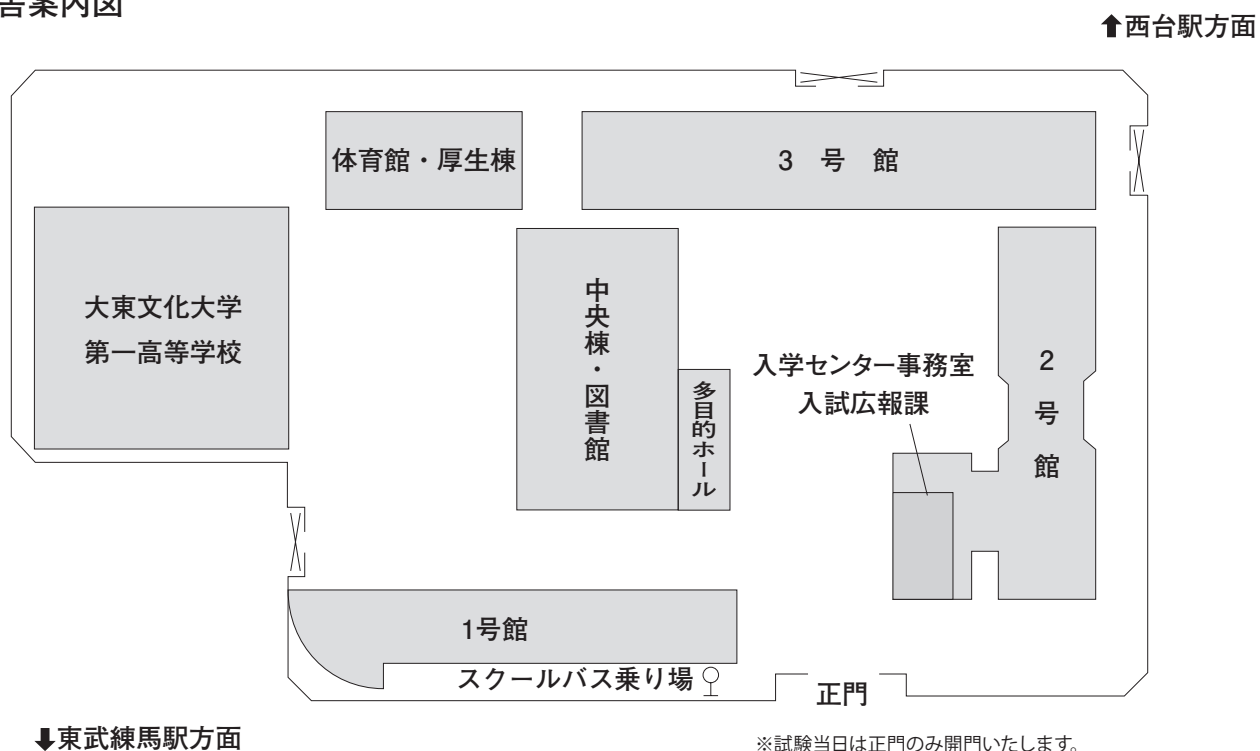 案内図
⬆西台駅方面
体育館・厚生棟
3 号 館
大東文化大学
第一高等学校
中央棟・図書館
多目的ホール
入学センター事務室
入試広報課
2号館
1号館
スクールバス乗り場
正門
⬇東武練馬駅方面
※試験当日は正門のみ開門いたします。